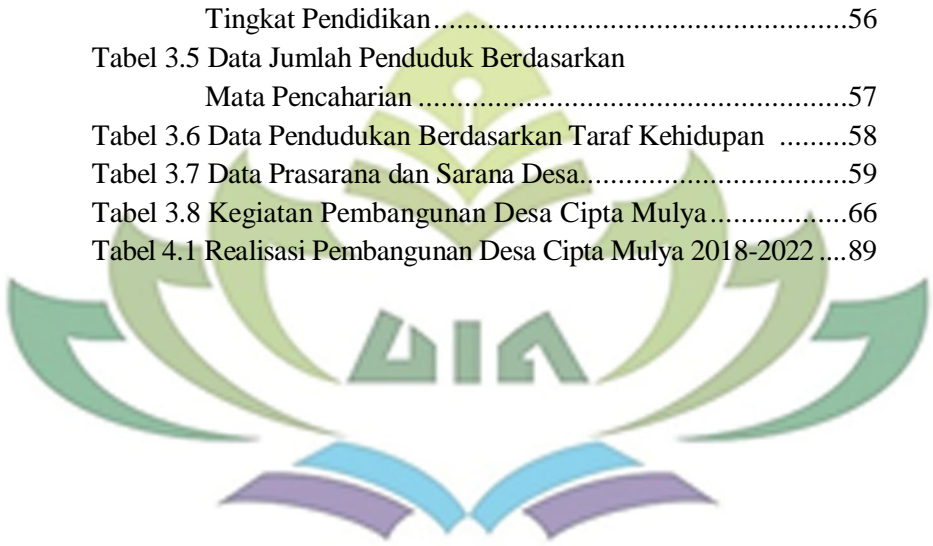 Tingkat Pendidikan..............................................56
Tabel 3.5 Data Jumlah Penduduk Berdasarkan
Mata Pencaharian ................................................57
Tabel 3.6 Data Pendudukan Berdasarkan Taraf Kehidupan .........58
Tabel 3.7 Data Prasarana dan Sarana Desa..............................59
Tabel 3.8 Kegiatan Pembangunan Desa Cipta Mulya................66
Tabel 4.1 Realisasi Pembangunan Desa Cipta Mulya 2018-2022 ....89
UIN